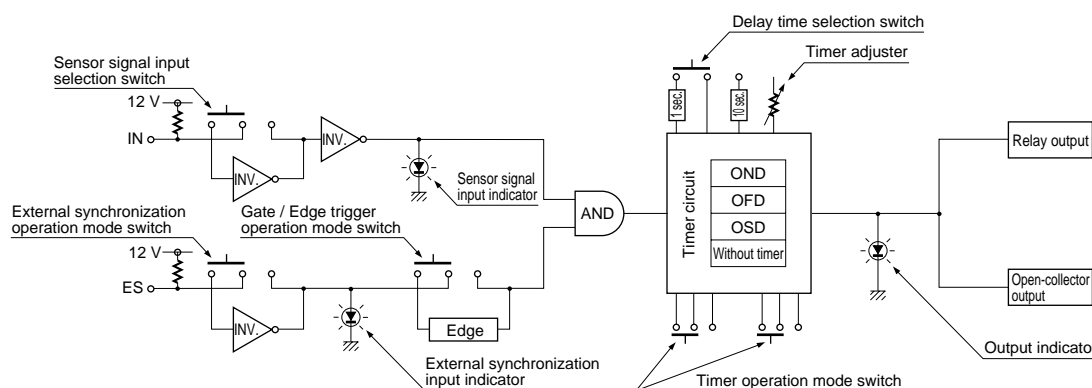 Delay time selection switch
Timer adjuster
Sensor signal input
selection switch
12 V
IN
INV.
INV.
1 sec.
10 sec.
Sensor signal
input indicator
External synchronization
operation mode switch
Gate / Edge trigger
operation mode switch
12 V
ES
INV.
Edge
External synchronization
input indicator
AND
Timer circuit
OND
OFD
OSD
Without timer
Timer operation mode switch
Relay output
Open-collector
output
Output indicator